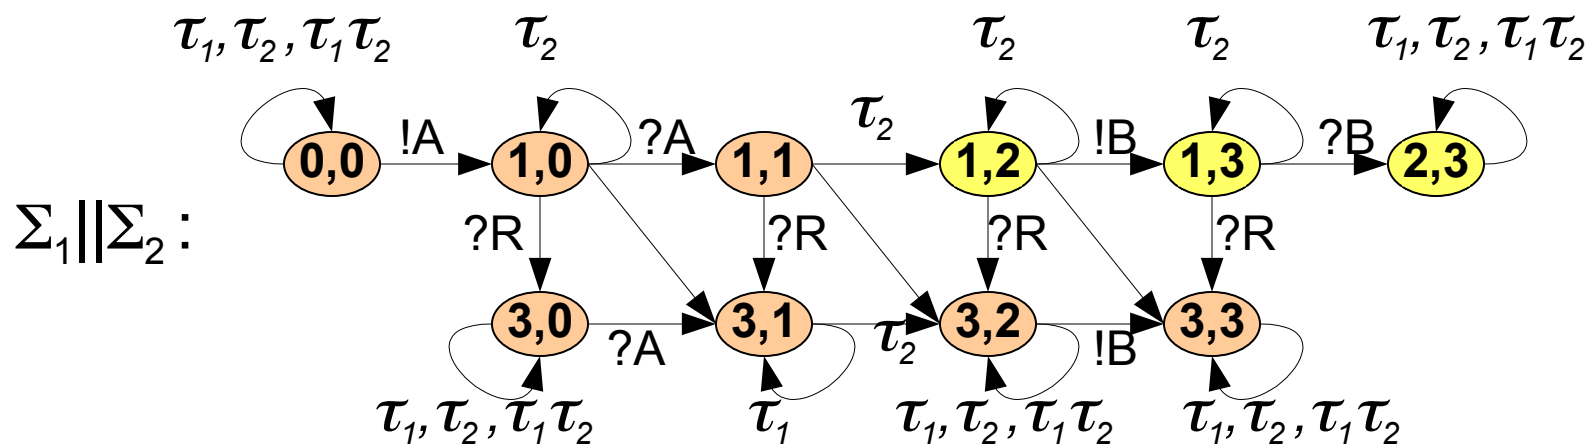 τ₁,τ₂,τ₁τ₂ τ₂ τ₂ τ₂ τ₁,τ₂,τ₁τ₂
!A ?A τ₂ !B ?B
0,0 1,0 1,1 1,2 1,3 2,3
Σ₁||Σ₂: ?R ?R ?R ?R
3,0 3,1 3,2 3,3
?A τ₂ !B
τ₁,τ₂,τ₁τ₂ τ₁ τ₁,τ₂,τ₁τ₂ τ₁,τ₂,τ₁τ₂